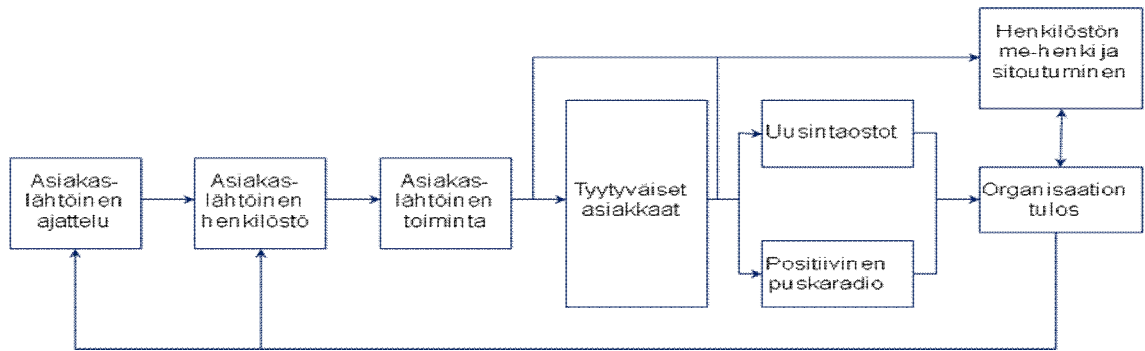 Henkilöstön
me-henki ja
sitoutuminen
Asiakas-
lähtöinen
ajattelu
Asiakas-
lähtöinen
henkilöstö
Asiakas-
lähtöinen
toiminta
Tyytyväiset
asiakkaat
Uusintaostot
Positiivinen
puskaradio
Organisaation
tulos